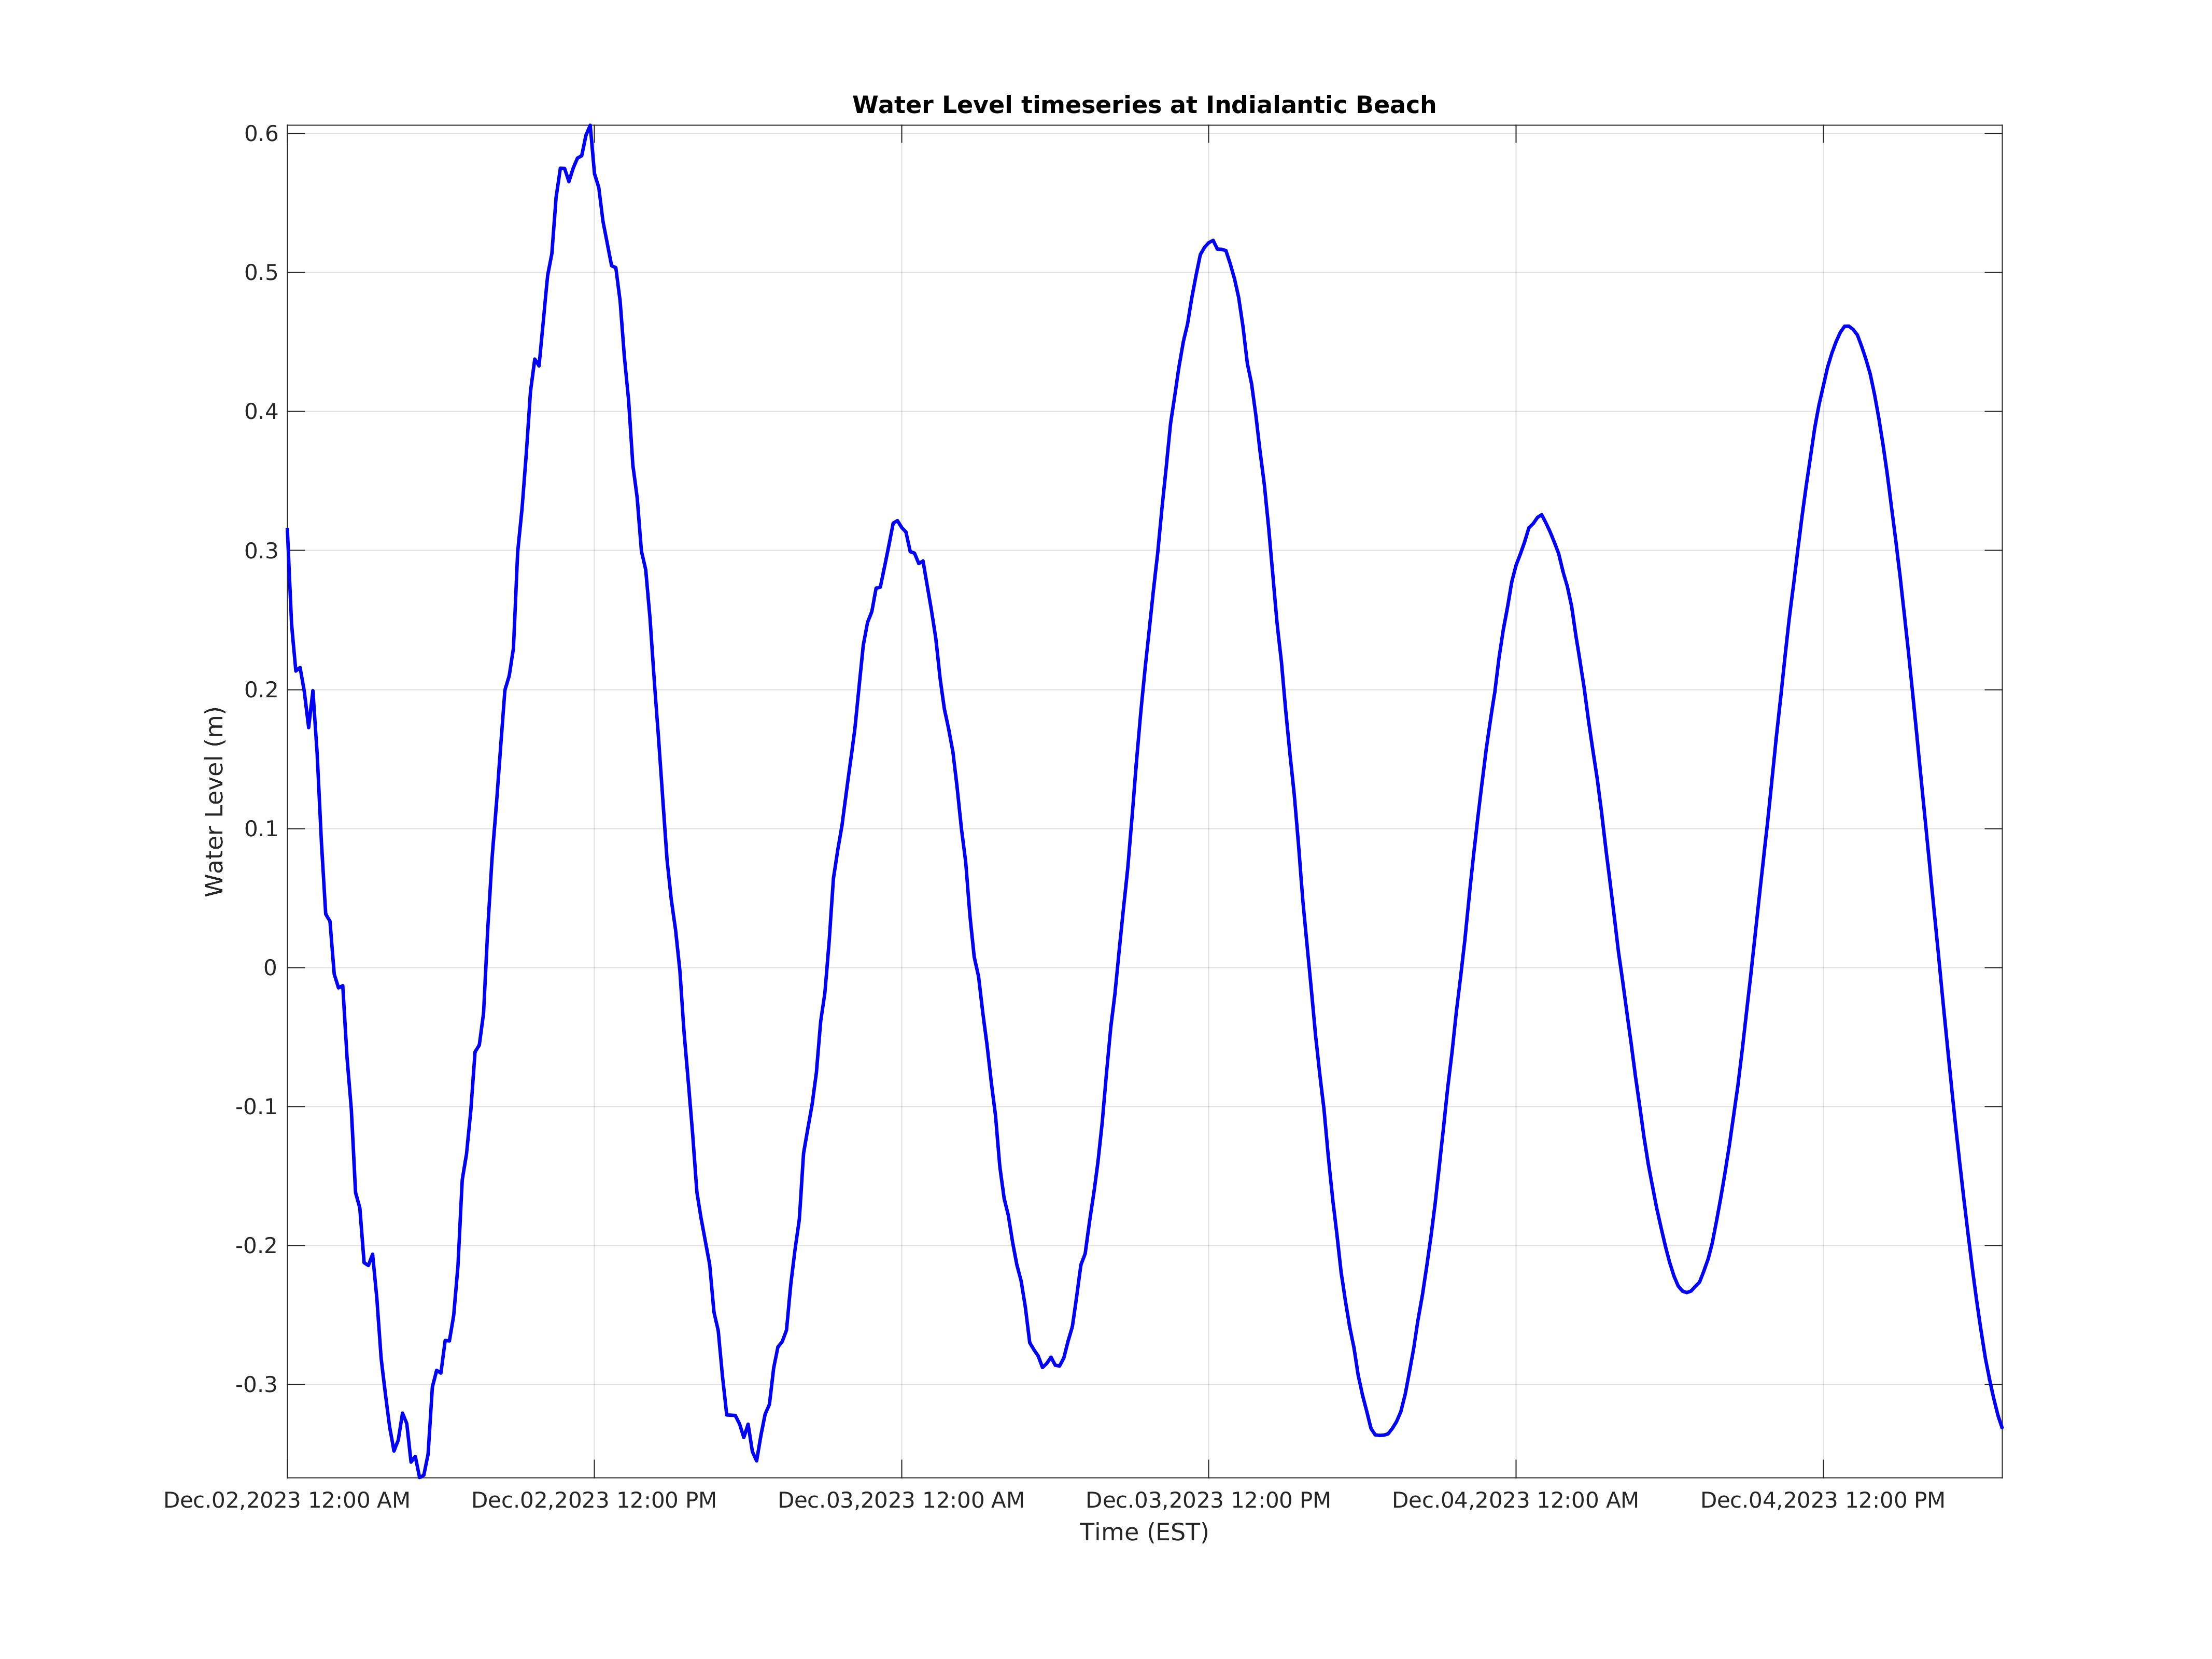 Water Level timeseries at Indialantic Beach
0.6
0.5
0.4
0.3
0.2
0.1
0
-0.1
-0.2
-0.3
Water Level (m)
Dec.02,2023 12:00 AM Dec.02,2023 12:00 PM Dec.03,2023 12:00 AM Dec.03,2023 12:00 PM Dec.04,2023 12:00 AM Dec.04,2023 12:00 PM
Time (EST)